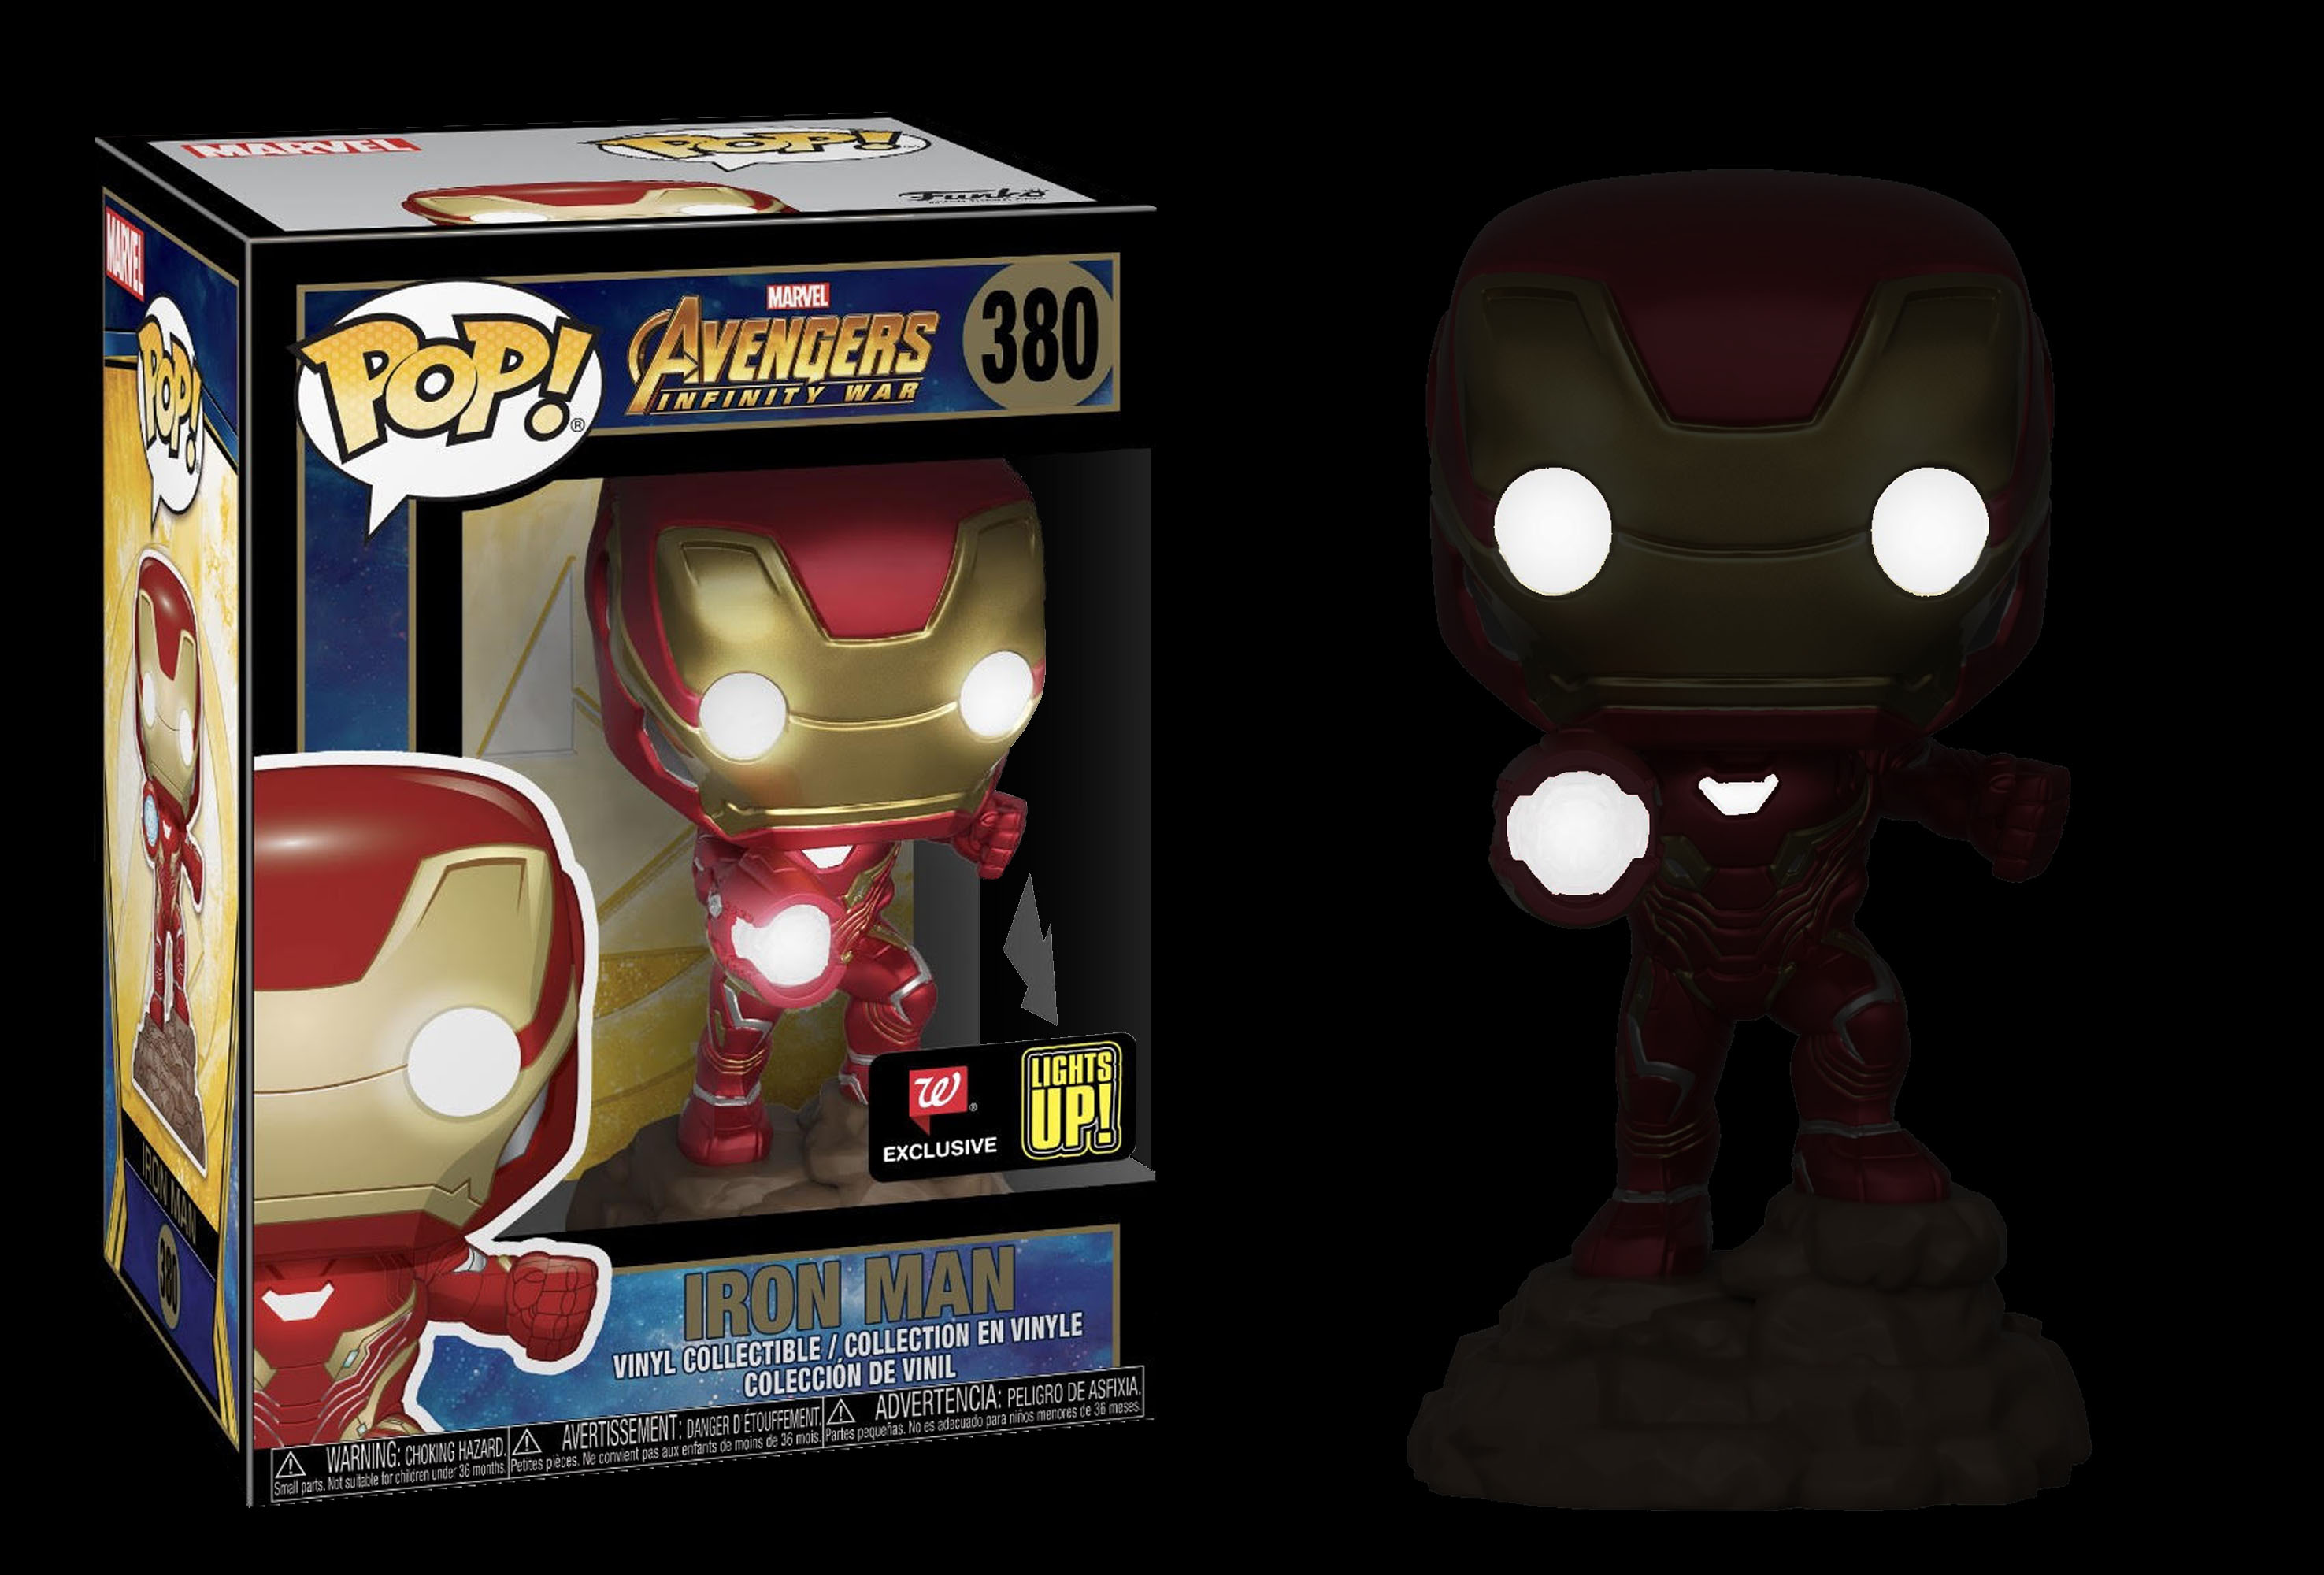 MARVEL
POP!
Funko
MARVEL
POP!
IRON MAN
380
POP!®
MARVEL
AVENGERS
INFINITY WAR
380
W®
EXCLUSIVE
LIGHTS
UP!
IRON MAN
VINYL COLLECTIBLE / COLLECTION EN VINYLE
COLECCIÓN DE VINIL
WARNING: CHOKING HAZARD.
Small parts. Not suitable for children under 36 months.
AVERTISSEMENT: DANGER D'ÉTOUFFEMENT.
Petites pièces. Ne convient pas aux enfants de moins de 36 mois.
ADVERTENCIA: PELIGRO DE ASFIXIA.
Partes pequeñas. No es adecuado para niños menores de 36 meses.